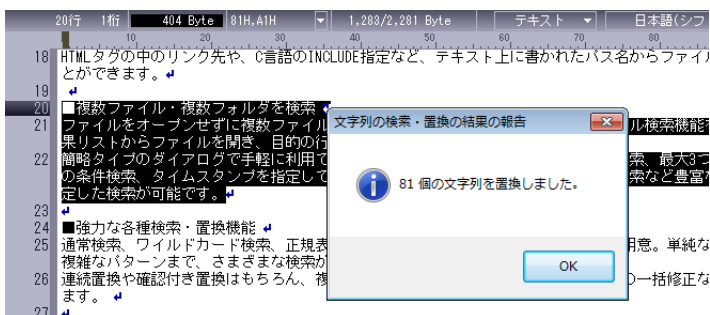 20行 1桁 404 Byte 81H,A1H 1,283/2,281 Byte テキスト 日本語(シフ
10 20 30 40 50 60 70 80
18 HTMLタグの中のリンク先や、C言語のINCLUDE指定など、テキスト上に書かれたパス名からファイ
とができます。
19
20 ■複数ファイル・複数フォルダを検索
21 ファイルをオープンせずに複数ファイル
ル検索機能
果リストからファイルを開き、目的の行
22 簡略タイプのダイアログで手軽に利用で
索、最大3つ
の条件検索、タイムスタンプを指定して
索など豊富な
定した検索が可能です。
文字列の検索・置換の結果の報告
81 個の文字列を置換しました。
OK
23
24 ■強力な各種検索・置換機能
25 通常検索、ワイルドカード検索、正規表
用意。単純な
複雑なパターンまで、さまざまな検索が
26 連続置換や確認付き置換はもちろん、複
の一括修正な
ます。
27